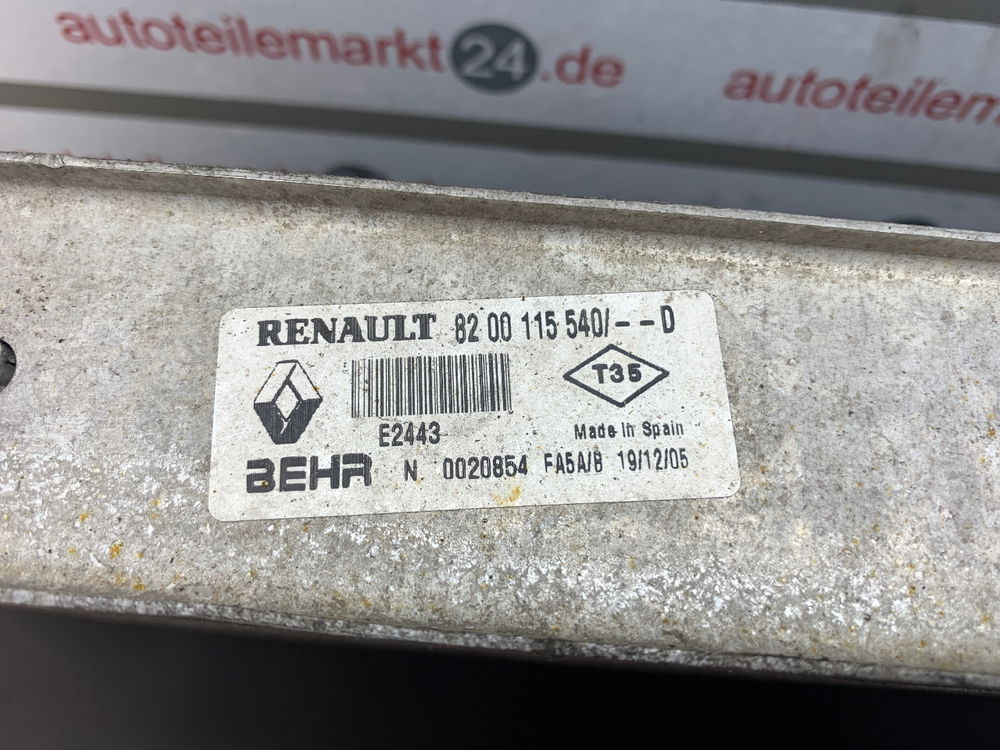 autoteilemarkt24.de
autoteilem
RENAULT 82 00 115 540/--D
T35
E2443
Made in Spain
BEHR N 0020854 FA5A/B 19/12/05